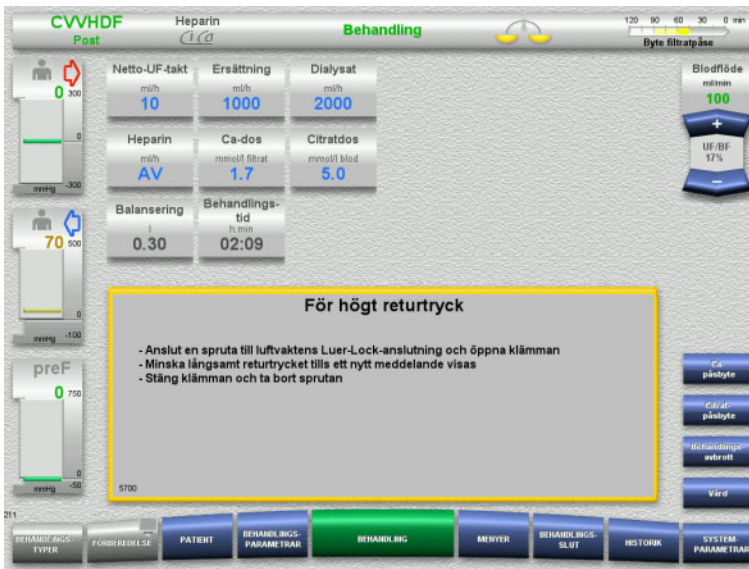 CVVHDF
Post
Heparin
Ci Ca
Behandling
120 90 60 30 0 min
Byte filtratpåse
0
300
0
-300
mmHg
70
500
0
-100
mmHg
preF
0
750
0
-50
mmHg
Netto-UF-takt
ml/h
10
Ersättning
ml/h
1000
Dialysat
ml/h
2000
Heparin
ml/h
AV
Ca-dos
mmol/l filtrat
1.7
Citratdos
mmol/l blod
5.0
Balansering
l
0.30
Behandlings-
tid
h:min
02:09
Blodflöde
ml/min
100
+
UF/BF
17%
−
För högt returtryck
- Anslut en spruta till luftvaktens Luer-Lock-anslutning och öppna klämman
- Minska långsamt returtrycket tills ett nytt meddelande visas
- Stäng klämman och ta bort sprutan
5700
Ca-
påsbyte
Citrat-
påsbyte
Behandlings-
avbrott
Vård
211
BEHANDLINGS-
TYPER
FÖRBEREDELSE
PATIENT
BEHANDLINGS-
PARAMETRAR
BEHANDLING
MENYER
BEHANDLINGS-
SLUT
HISTORIK
SYSTEM-
PARAMETRAR